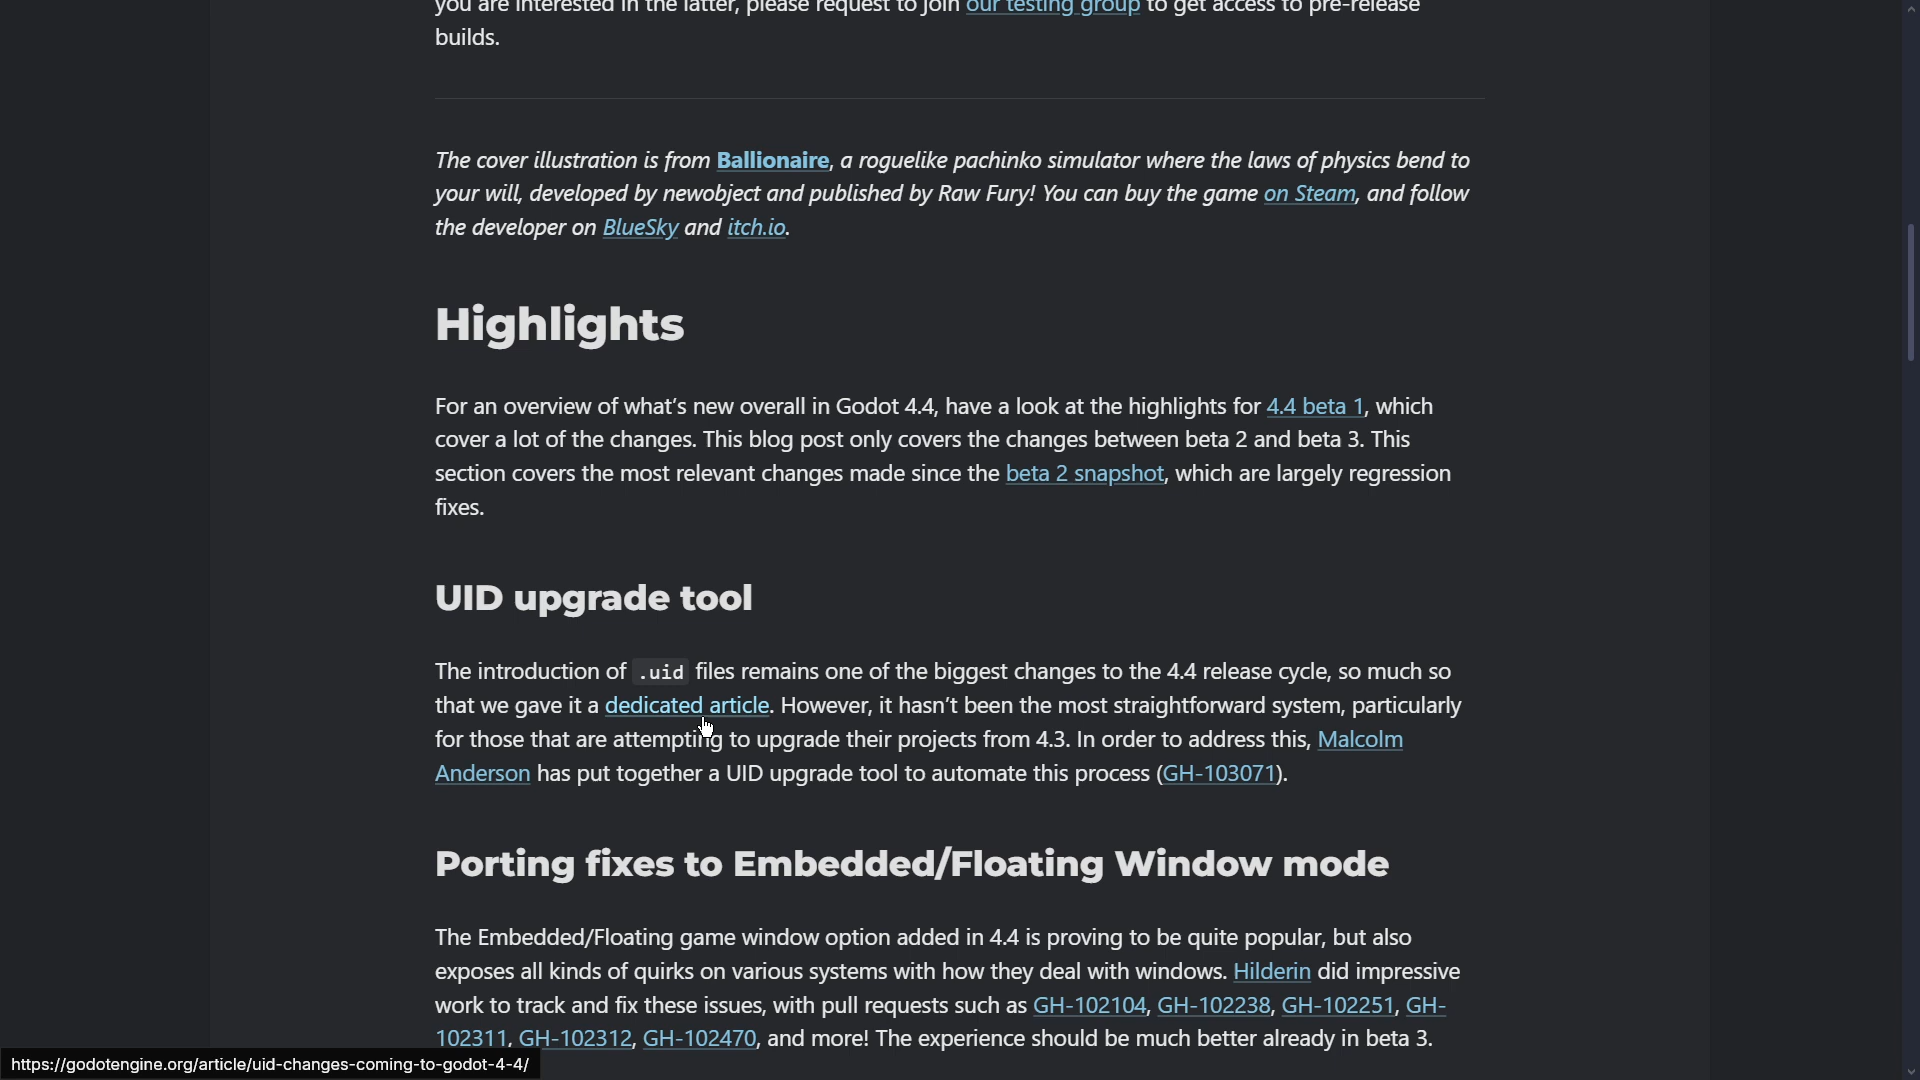 you are interested in the latter, please request to join our testing group to get access to pre-release
builds.
The cover illustration is from Ballionaire, a roguelike pachinko simulator where the laws of physics bend to
your will, developed by newobject and published by Raw Fury! You can buy the game on Steam, and follow
the developer on BlueSky and itch.io.
Highlights
For an overview of what's new overall in Godot 4.4, have a look at the highlights for 4.4 beta 1, which
cover a lot of the changes. This blog post only covers the changes between beta 2 and beta 3. This
section covers the most relevant changes made since the beta 2 snapshot, which are largely regression
fixes.
UID upgrade tool
The introduction of .uid files remains one of the biggest changes to the 4.4 release cycle, so much so
that we gave it a dedicated article. However, it hasn't been the most straightforward system, particularly
for those that are attempting to upgrade their projects from 4.3. In order to address this, Malcolm
Anderson has put together a UID upgrade tool to automate this process (GH-103071).
Porting fixes to Embedded/Floating Window mode
The Embedded/Floating game window option added in 4.4 is proving to be quite popular, but also
exposes all kinds of quirks on various systems with how they deal with windows. Hilderin did impressive
work to track and fix these issues, with pull requests such as GH-102104, GH-102238, GH-102251, GH-
102311, GH-102312, GH-102470, and more! The experience should be much better already in beta 3.
https://godotengine.org/article/uid-changes-coming-to-godot-4-4/